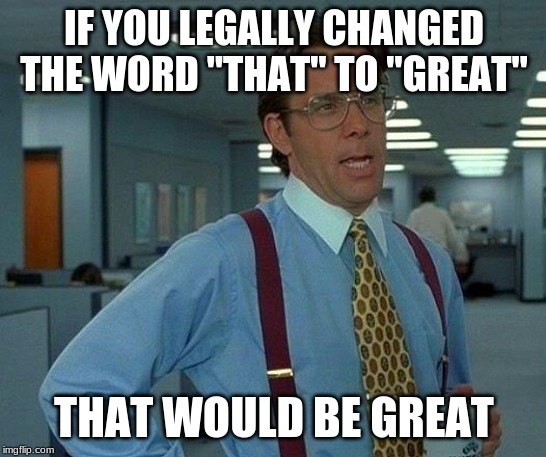 IF YOU LEGALLY CHANGED
THE WORD "THAT" TO "GREAT"
THAT WOULD BE GREAT
imgflip.com